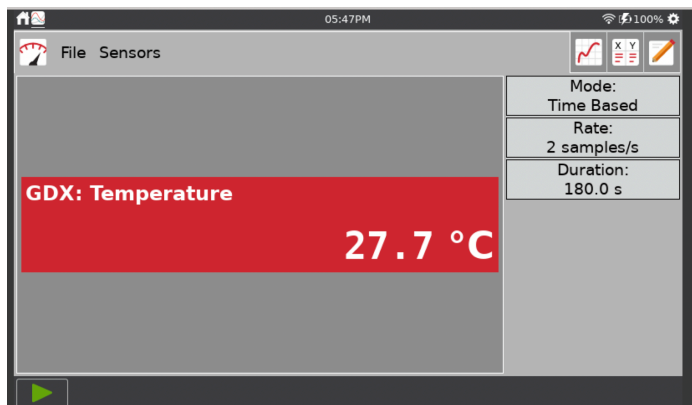 05:47PM
100%
File Sensors
X Y
Mode:
Time Based
Rate:
2 samples/s
Duration:
180.0 s
GDX: Temperature
27.7 °C